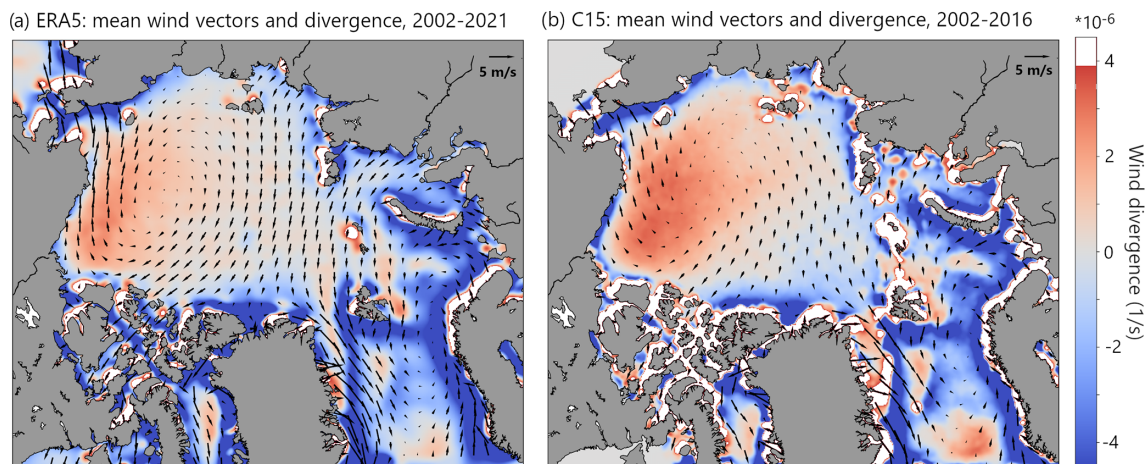 (a) ERA5: mean wind vectors and divergence, 2002-2021
(b) C15: mean wind vectors and divergence, 2002-2016
*10-6
5 m/s
5 m/s
4
2
0
-2
-4
Wind divergence (1/s)